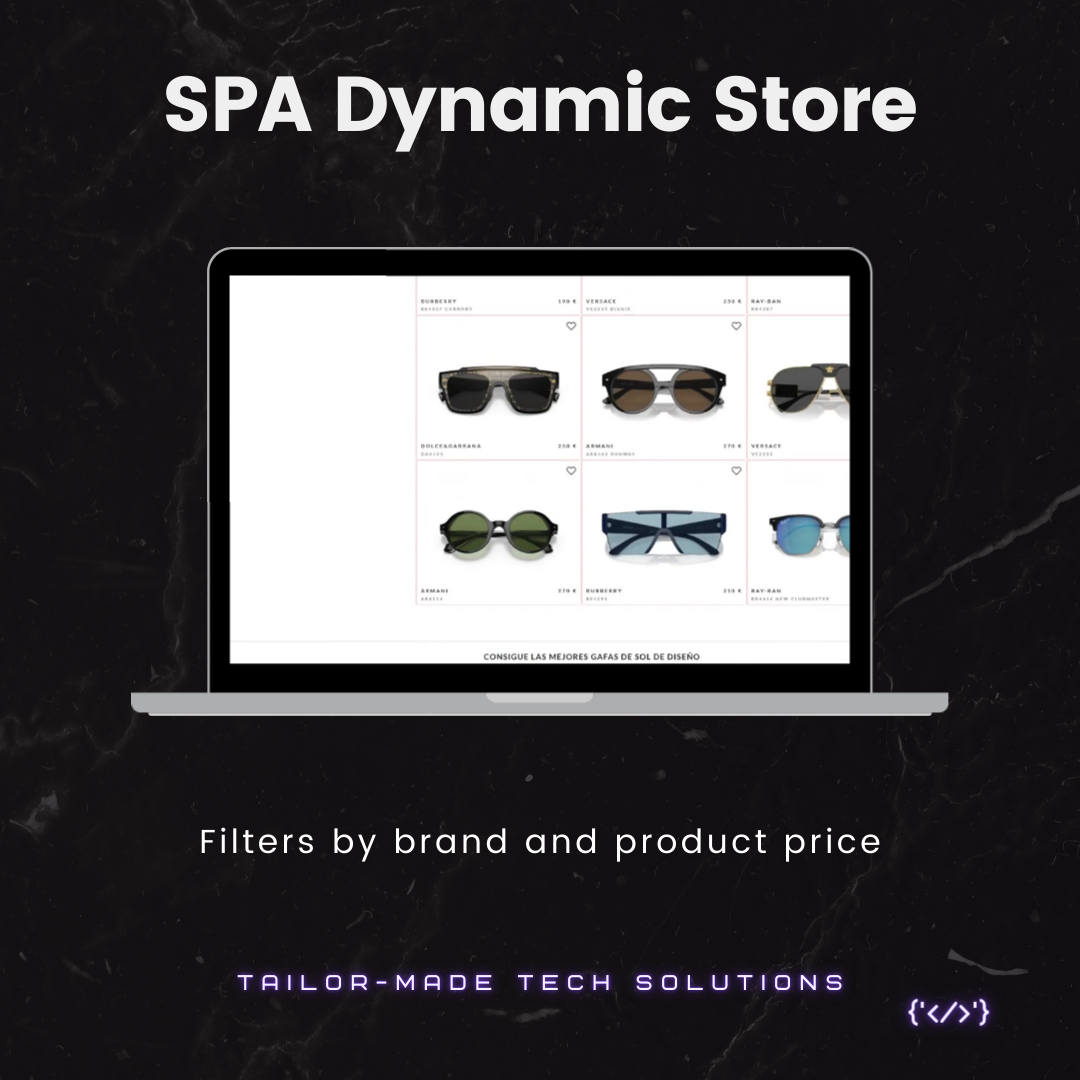 SPA Dynamic Store
BURBERRY 190 € VERSACE 250 € RAY-BAN
DOLCE&GABBANA 250 € ARMANI 270 € VERSACE
ARMANI 270 € BURBERRY 210 € RAY-BAN
CONSIGUE LAS MEJORES GAFAS DE SOL DE DISEÑO
Filters by brand and product price
TAILOR-MADE TECH SOLUTIONS
{'</>'}